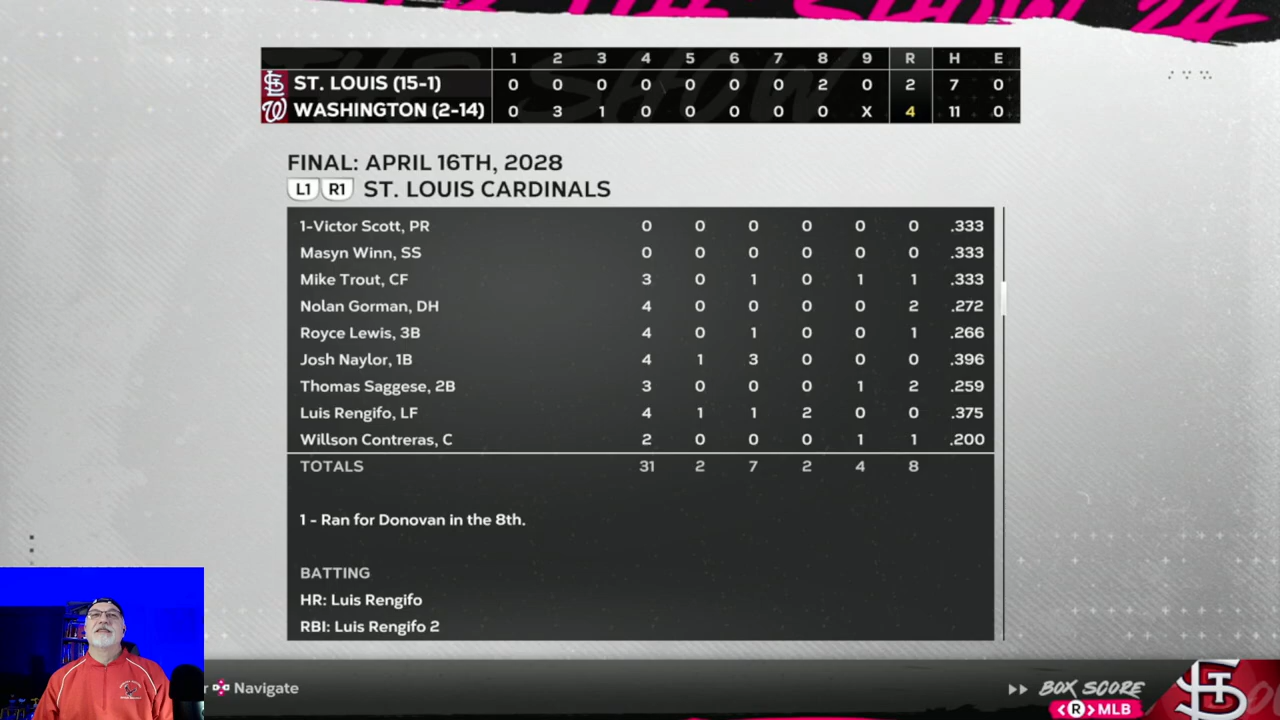 THE SHOW 24
1 2 3 4 5 6 7 8 9 R H E
ST. LOUIS (15-1) 0 0 0 0 0 0 0 2 0 2 7 0
WASHINGTON (2-14) 0 3 1 0 0 0 0 0 X 4 11 0
FINAL: APRIL 16TH, 2028
L1 R1 ST. LOUIS CARDINALS
1-Victor Scott, PR 0 0 0 0 0 0 .333
Masyn Winn, SS 0 0 0 0 0 0 .333
Mike Trout, CF 3 0 1 0 1 1 .333
Nolan Gorman, DH 4 0 0 0 0 2 .272
Royce Lewis, 3B 4 0 1 0 0 1 .266
Josh Naylor, 1B 4 1 3 0 0 0 .396
Thomas Saggese, 2B 3 0 0 0 1 2 .259
Luis Rengifo, LF 4 1 1 2 0 0 .375
Willson Contreras, C 2 0 0 0 1 1 .200
TOTALS 31 2 7 2 4 8
1 - Ran for Donovan in the 8th.
BATTING
HR: Luis Rengifo
RBI: Luis Rengifo 2
Navigate
BOX SCORE
R MLB